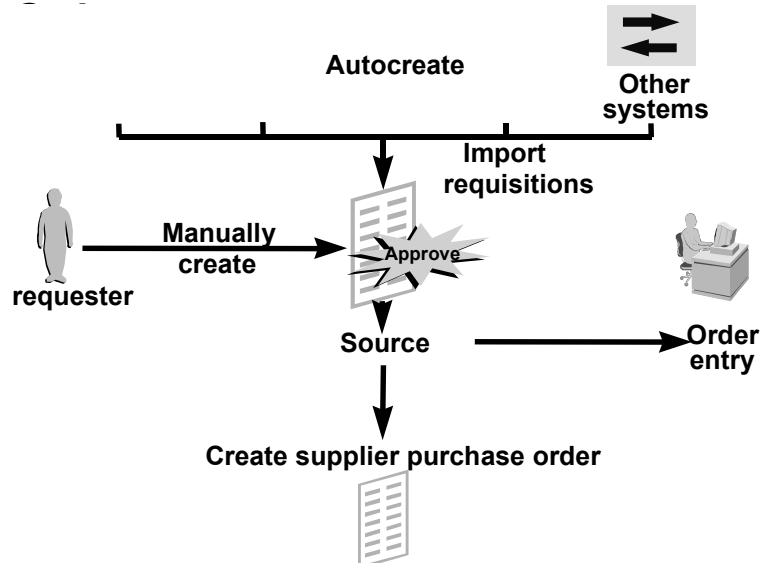 Autocreate
Other
systems
Import
requisitions
Manually
create
Approve
requester
Source
Order
entry
Create supplier purchase order